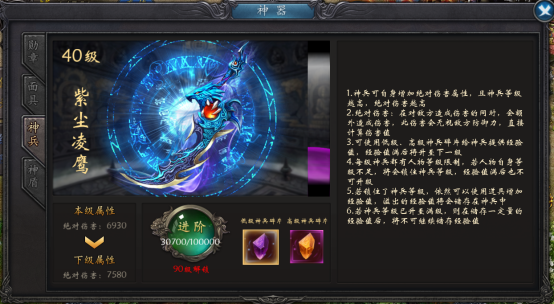 神器
勋章
面具
神兵
神盾
40级
紫尘凌鹰
本级属性
绝对伤害：6930
下级属性
绝对伤害：7580
进阶
30700/100000
90级解锁
低级神兵碎片
高级神兵碎片
1.神兵可自身增加绝对伤害属性，且神兵等级
越高，绝对伤害越高
2.绝对伤害：在对敌方造成伤害的同时，会额
外造成伤害，此伤害会无视敌方防御力，直接
计算伤害值
3.可使用低级、高级神兵碎片给神兵提供经验
值，经验值满后将升至下一级
4.每级神兵都有人物等级限制，若人物自身等
级不足，将会锁住神兵等级，经验值满后也不
可升级
5.若锁住了神兵等级，依然可以使用道具增加
经验值，溢出的经验值将会储存在神兵中
6.若神兵等级已升至满级，则在储存一定量的
经验值后，将不可继续储存经验值